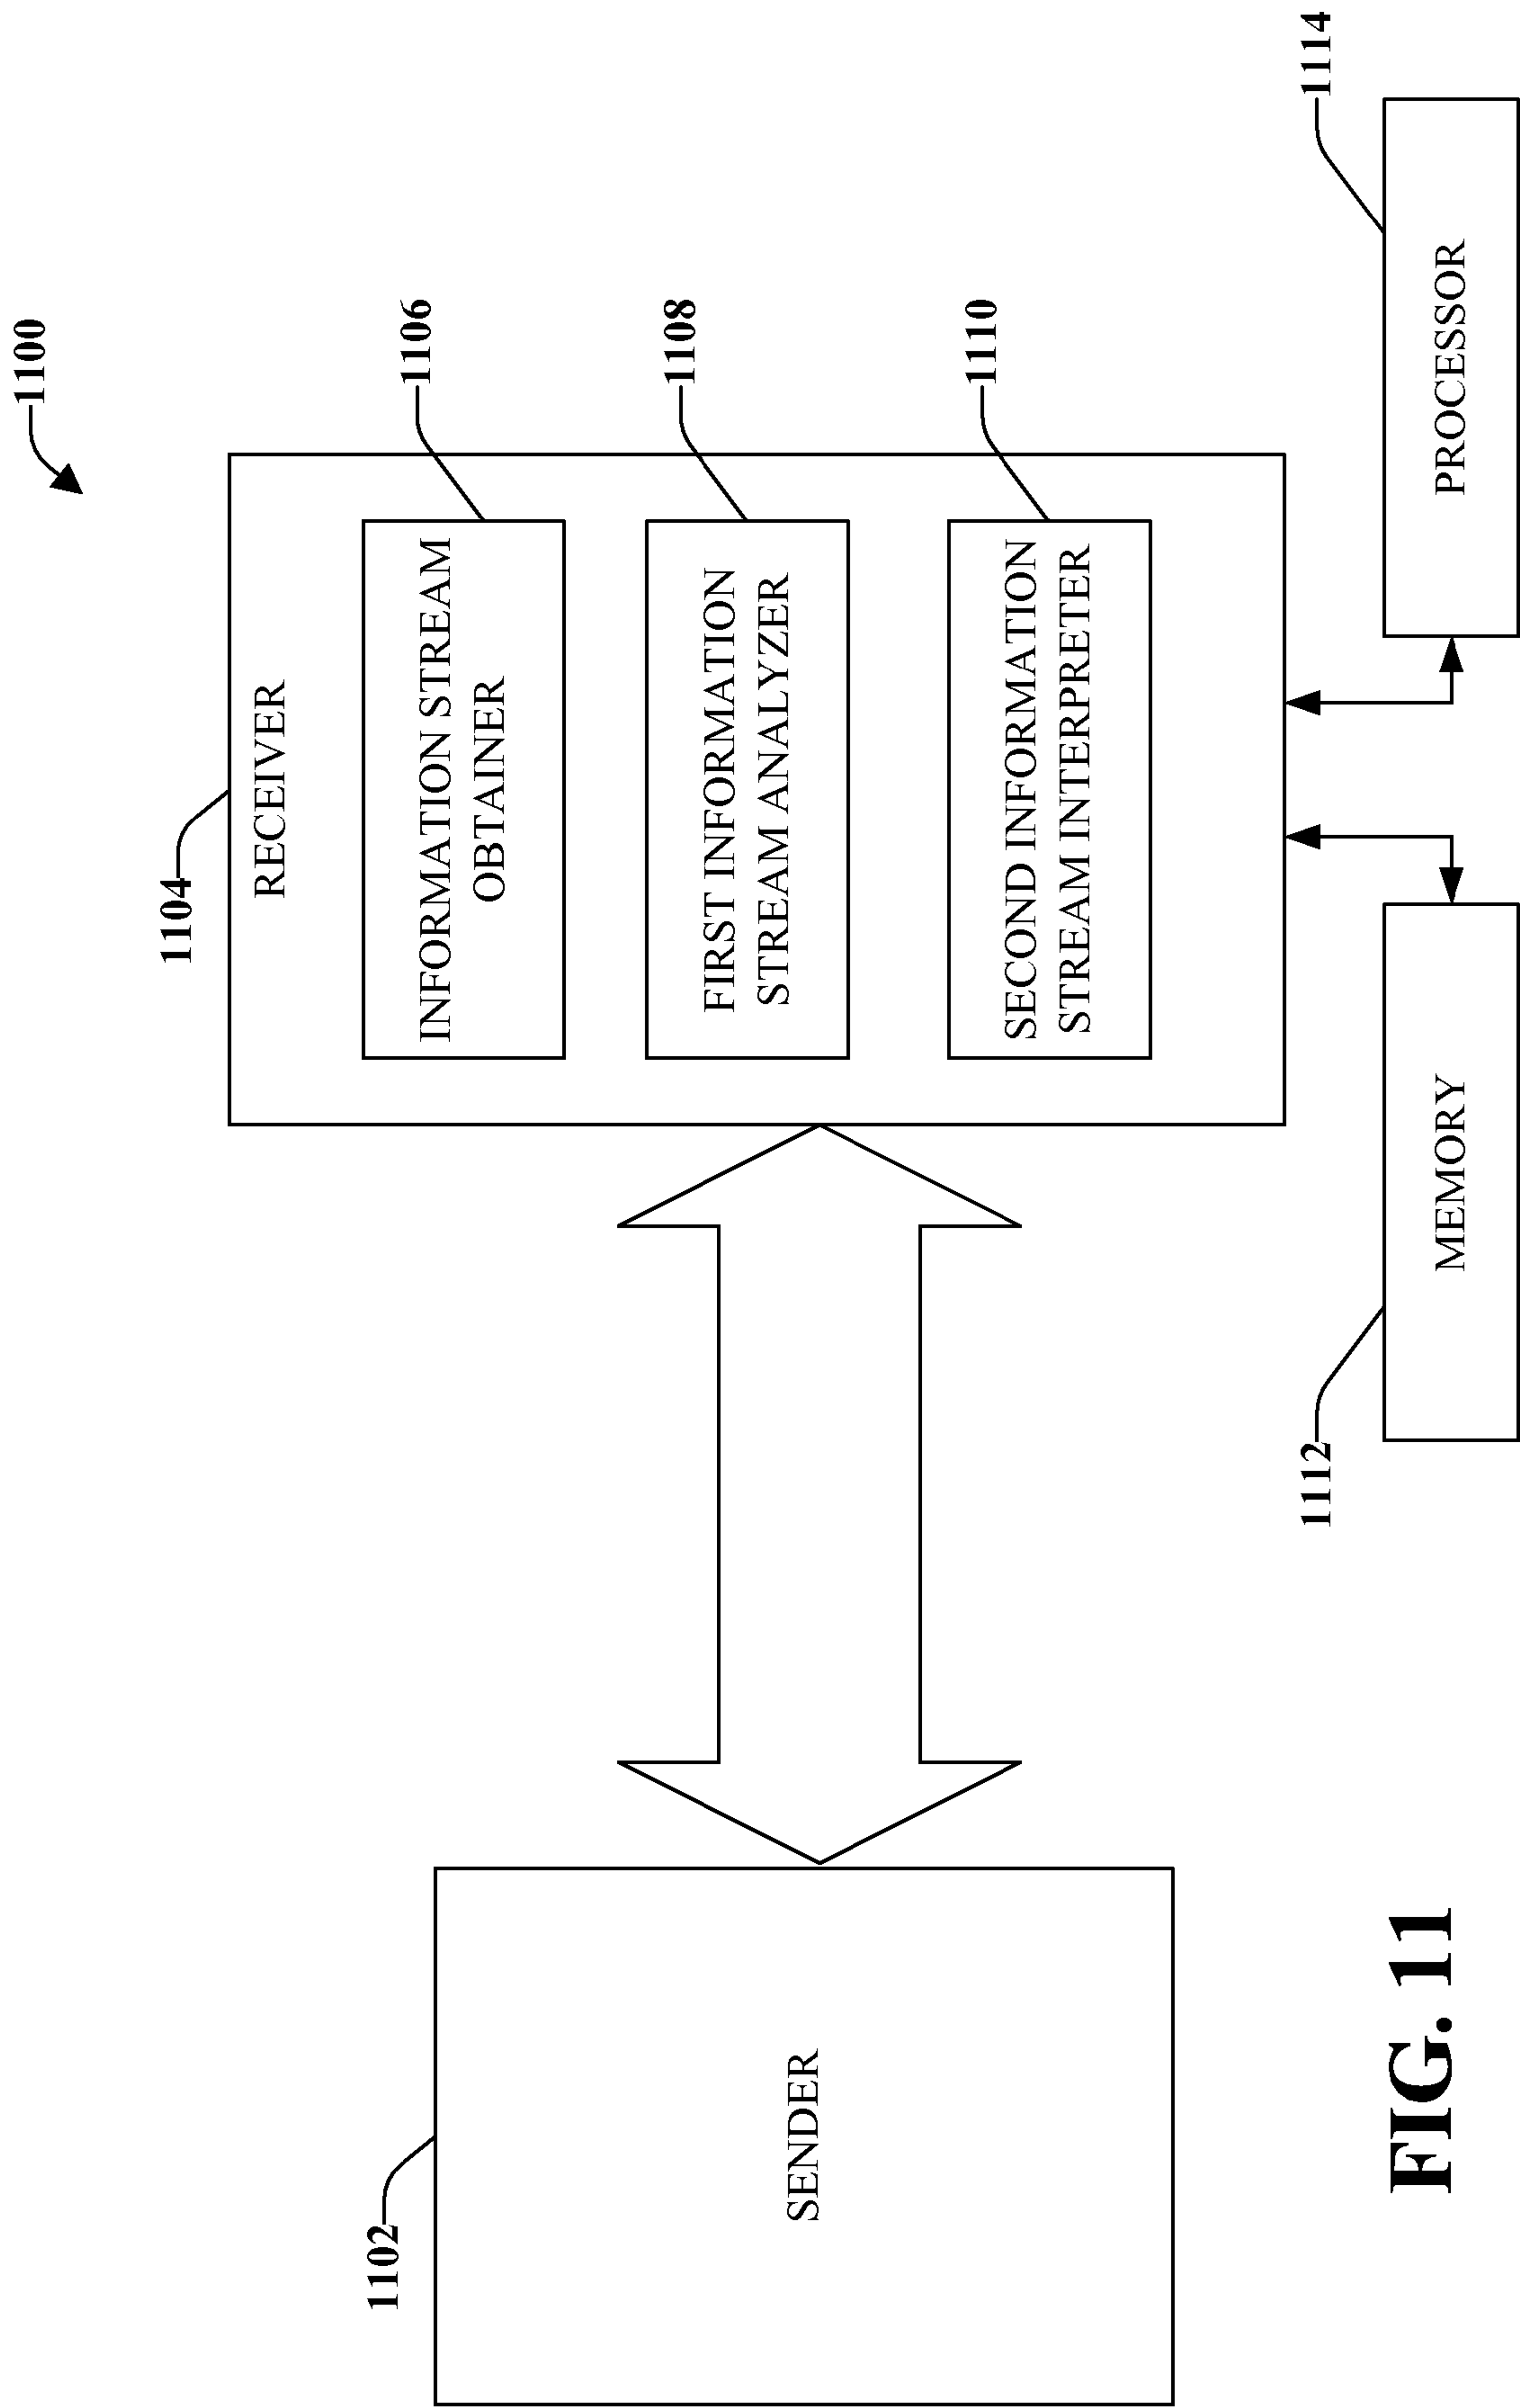 1100
1104
RECEIVER
1106
INFORMATION STREAM
OBTAINER
1102
SENDER
1108
FIRST INFORMATION
STREAM ANALYZER
1110
SECOND INFORMATION
STREAM INTERPRETER
1112
MEMORY
1114
PROCESSOR
FIG. 11